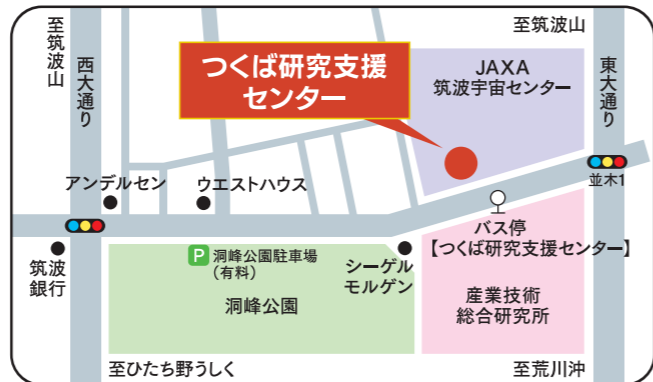 至筑波山
西大通り
つくば研究支援
センター
至筑波山
JAXA
筑波宇宙センター
東大通り
並木1
アンデルセン
ウエストハウス
バス停
【つくば研究支援センター】
筑波
銀行
P
洞峰公園駐車場
(有料)
シーゲル
モルゲン
洞峰公園
産業技術
総合研究所
至ひたち野うしく
至荒川沖